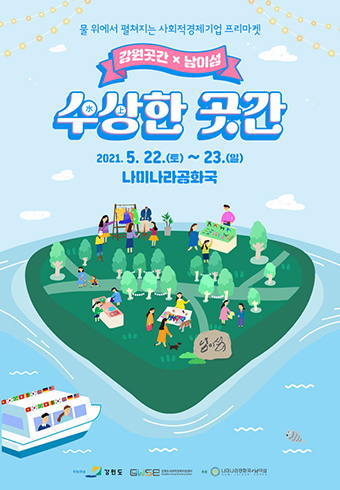 물 위에서 펼쳐지는 사회적경제기업 프리마켓
강원곳간 × 남이섬
수상한 곳간
水 上
2021. 5. 22.(토) ~ 23.(일)
나미나라공화국
남이섬
강원도
GWSE
나미나라공화국 남이섬